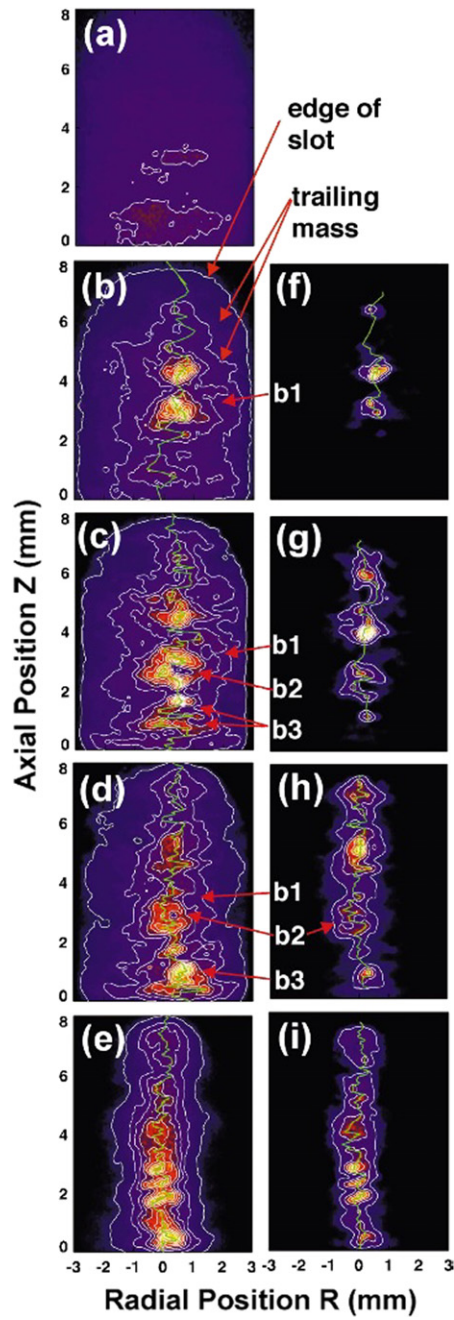 (a)
8
6
4
2
0
edge of
slot
trailing
mass
(b)
8
6
4
2
0
b1
(f)
(c)
8
6
4
2
0
b1
b2
b3
(g)
(d)
8
6
4
2
0
b1
b2
b3
(h)
(e)
8
6
4
2
0
(i)
-3 -2 -1 0 1 2 3
-3 -2 -1 0 1 2 3
Axial Position Z (mm)
Radial Position R (mm)